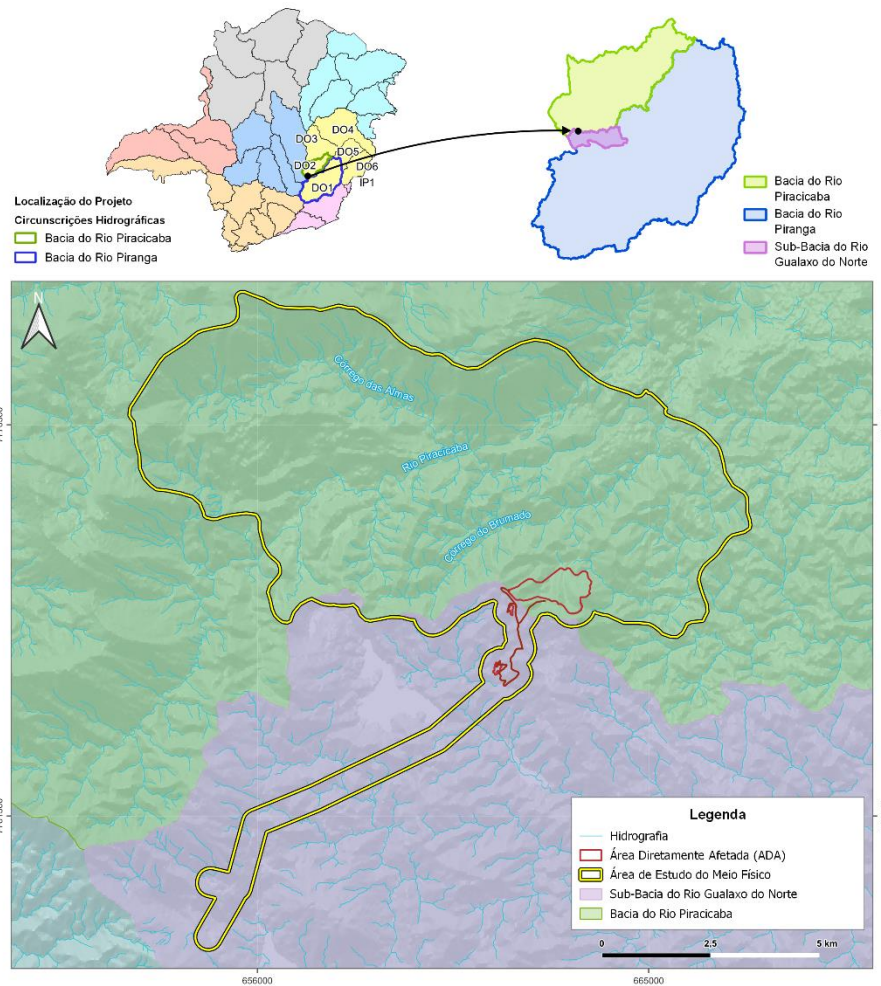 DO4
DO3
DO5
DO2
DO6
DO1
IP1
Localização do Projeto
Circunscrições Hidrográficas
Bacia do Rio Piracicaba
Bacia do Rio Piranga
Bacia do Rio
Piracicaba
Bacia do Rio
Piranga
Sub-Bacia do Rio
Gualaxo do Norte
N
Córrego das Almas
Rio Piracicaba
Córrego do Brumado
Legenda
Hidrografia
Área Diretamente Afetada (ADA)
Área de Estudo do Meio Físico
Sub-Bacia do Rio Gualaxo do Norte
Bacia do Rio Piracicaba
0 2.5 5 km
656000 665000